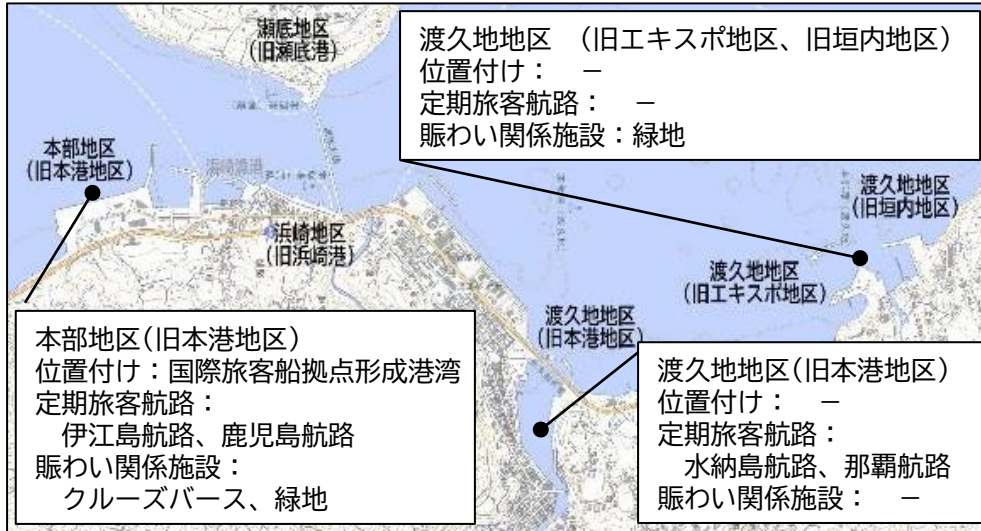 瀬底地区
(旧瀬底港)
渡久地地区　（旧エキスポ地区、旧垣内地区）
位置付け：　－
定期旅客航路：　－
賑わい関係施設：緑地
本部地区
(旧本港地区)
浜崎漁港
渡久地地区
(旧垣内地区)
浜崎地区
(旧浜崎港)
渡久地地区
(旧エキスポ地区)
渡久地地区
(旧本港地区)
本部地区(旧本港地区)
位置付け：国際旅客船拠点形成港湾
定期旅客航路：
伊江島航路、鹿児島航路
賑わい関係施設：
クルーズバース、緑地
渡久地地区(旧本港地区)
位置付け：　－
定期旅客航路：
水納島航路、那覇航路
賑わい関係施設：　－